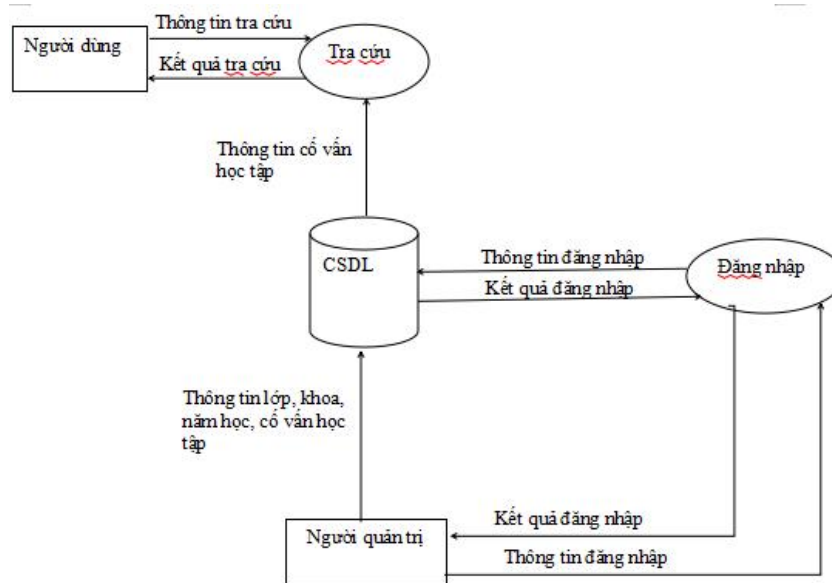 Thông tin tra cứu
Người dùng
Tra cứu
Kết quả tra cứu
Thông tin cố vấn
học tập
CSDL
Thông tin đăng nhập
Đăng nhập
Kết quả đăng nhập
Thông tin lớp, khoa,
năm học, cố vấn học
tập
Kết quả đăng nhập
Người quản trị
Thông tin đăng nhập